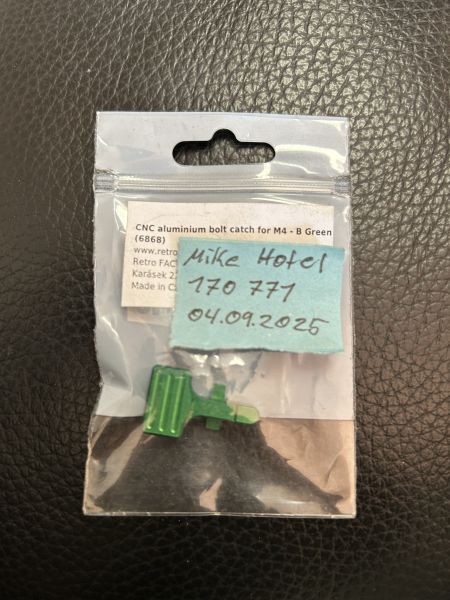 CNC aluminium bolt catch for M4 - B Green
(6868)
www.retro
Retro FAC
Karásek 2
Made in C
Mike Hotel
170 771
04.09.2025